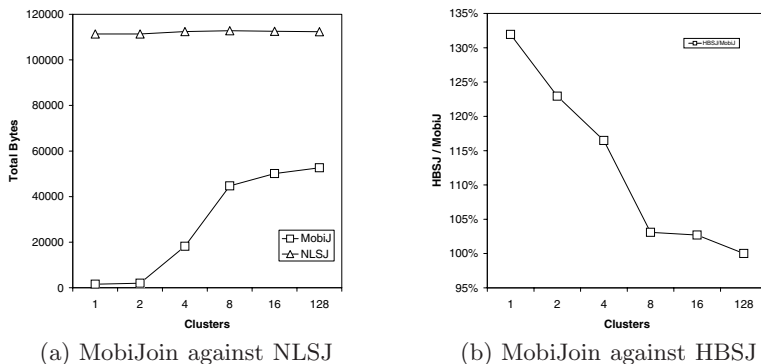 120000
100000
80000
60000
40000
20000
0
Total Bytes
MobiJ
NLSJ
1 2 4 8 16 128
Clusters
(a) MobiJoin against NLSJ
135%
130%
125%
120%
115%
110%
105%
100%
95%
HBSJ / MobiJ
HBSJ/MobiJ
1 2 4 8 16 128
Clusters
(b) MobiJoin against HBSJ